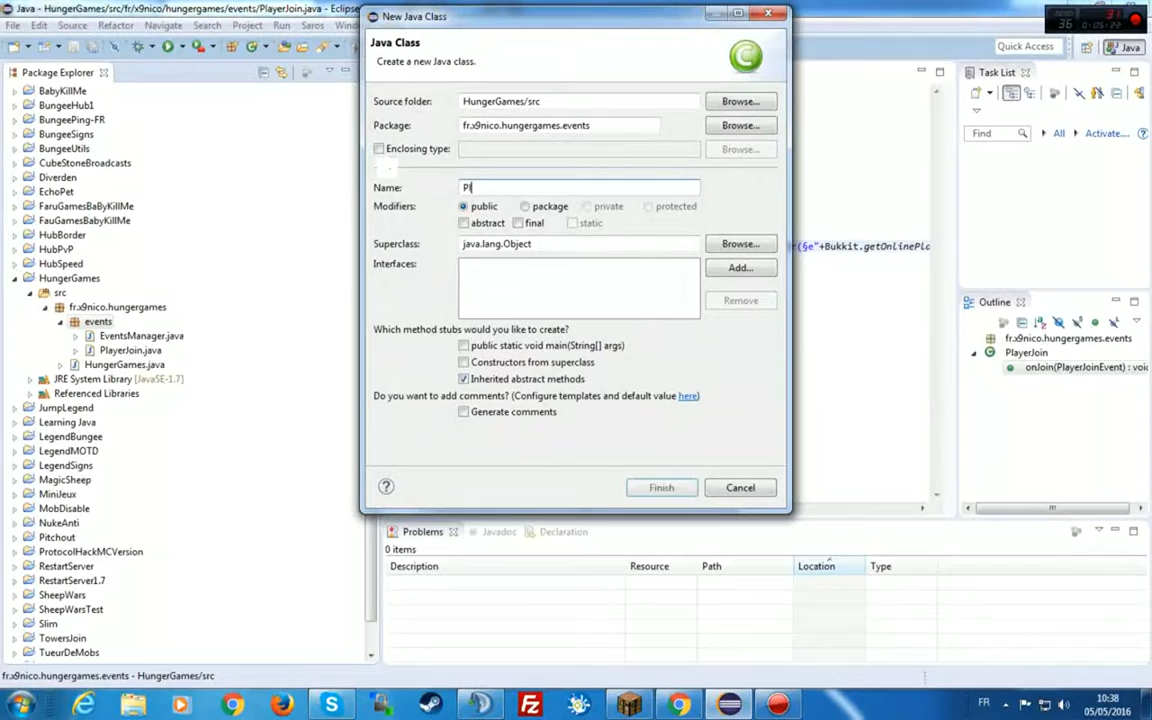 Java - HungerGames/src/fr/x9nico/hungergames/events/PlayerJoin.java - Eclipse
File Edit Source Refactor Navigate Search Project Run Saros Window
Quick Access
Java
Package Explorer
BabyKillMe
BungeeHub1
BungeePing-FR
BungeeSigns
BungeeUtils
CubeStoneBroadcasts
Diverden
EchoPet
FaruGamesBaByKillMe
FauGamesBabyKillMe
HubBorder
HubPvP
HubSpeed
HungerGames
src
fr.x9nico.hungergames
events
EventsManager.java
PlayerJoin.java
HungerGames.java
JRE System Library [JavaSE-1.7]
Referenced Libraries
JumpLegend
Learning Java
LegendBungee
LegendMOTD
LegendSigns
MagicSheep
MiniJeux
MobDisable
NukeAnti
Pitchout
ProtocolHackMCVersion
RestartServer
RestartServer1.7
SheepWars
SheepWarsTest
Slim
TowersJoin
TueurDeMobs
New Java Class
Java Class
Create a new Java class.
Source folder: HungerGames/src Browse...
Package: fr.x9nico.hungergames.events Browse...
Enclosing type: Browse...
Name: Pl
Modifiers: public package private protected
abstract final static
Superclass: java.lang.Object Browse...
Interfaces: Add...
Remove
Which method stubs would you like to create?
public static void main(String[] args)
Constructors from superclass
Inherited abstract methods
Do you want to add comments? (Configure templates and default value here)
Generate comments
? Finish Cancel
(§e"+Bukkit.getOnlinePla
Task List
Find All Activate...
Outline
fr.x9nico.hungergames.events
PlayerJoin
onJoin(PlayerJoinEvent) : void
Problems Javadoc Declaration
0 items
Description Resource Path Location Type
fr.x9nico.hungergames.events - HungerGames/src
FR
10:38
05/05/2016